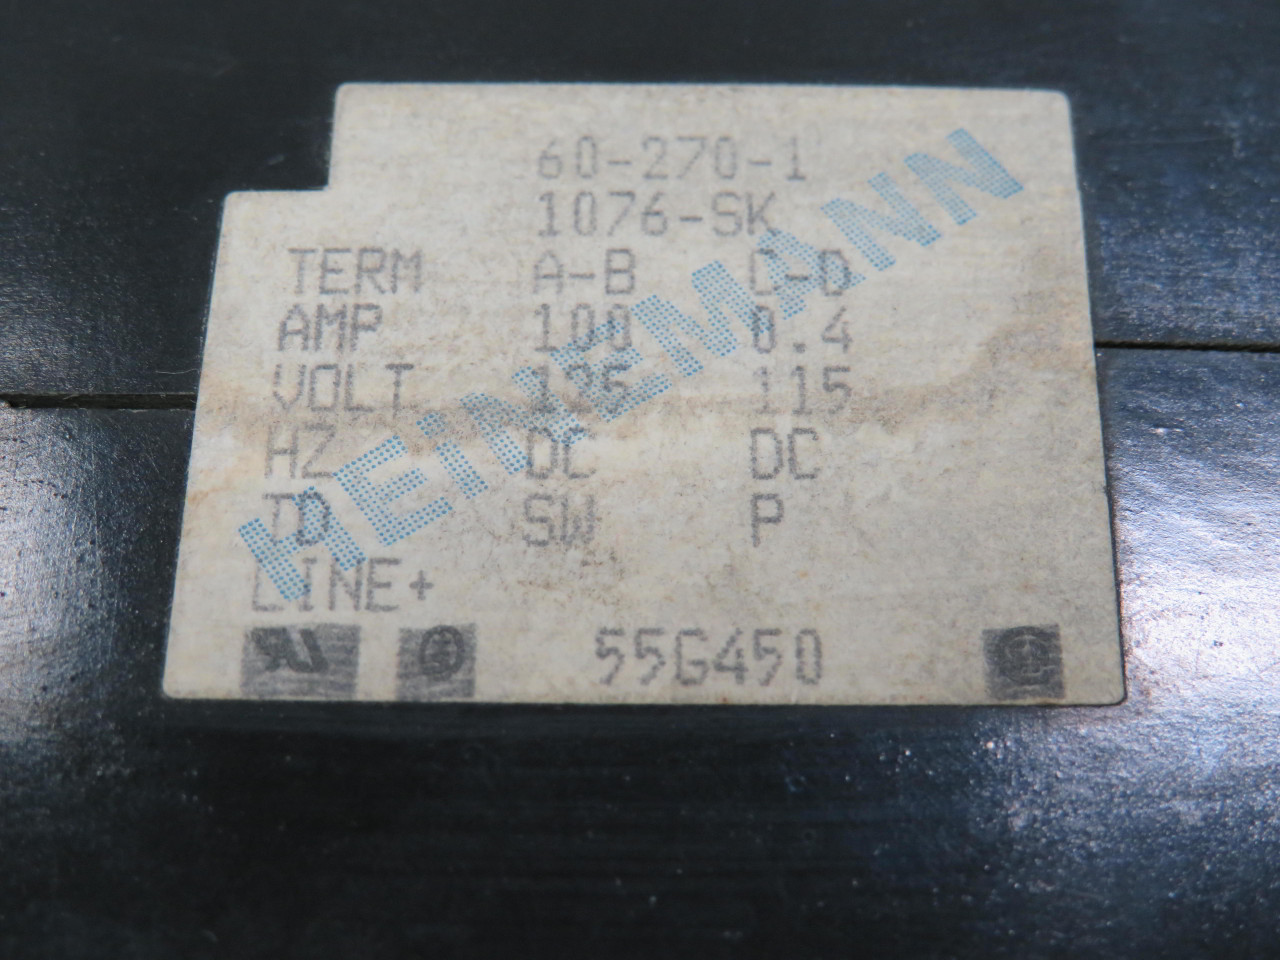 60-270-1
1076-SK
TERM A-B C-D
AMP 100 0.4
VOLT 125 115
HZ DC DC
TD SW P
LINE+
55G450
HEINEMANN